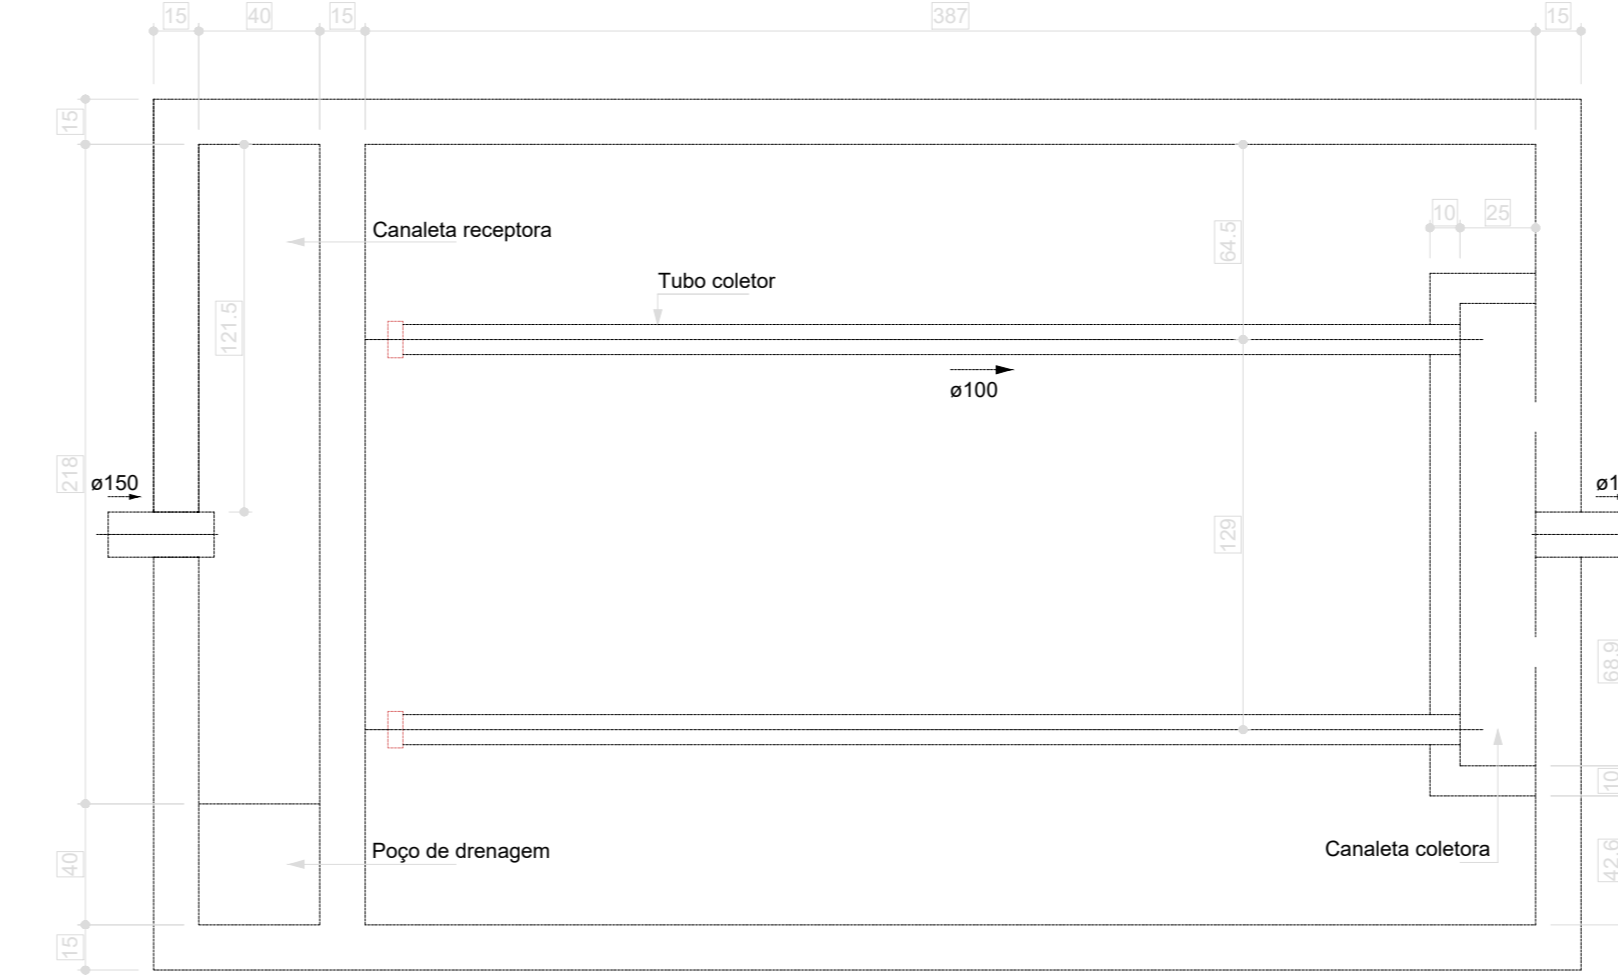 15
40
15
387
15
15
10
25
Canaleta receptora
64.5
Tubo coletor
121.5
ø100
218
ø150
129
68.9
10
Canaleta coletora
Poço de drenagem
40
42.6
15